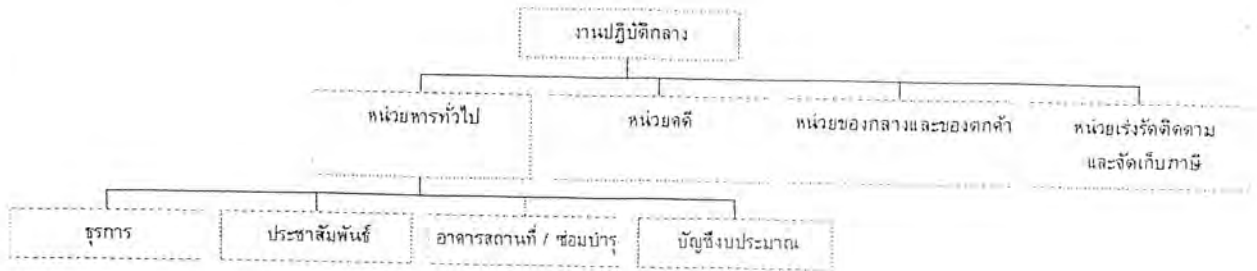 งานปฏิบัติกลาง
หน่วยหารทั่วไป
หน่วยคดี
หน่วยของกลางและของตกค้า
หน่วยเร่งรัดติดตาม
และจัดเก็บภาษี
ธุรการ
ประชาสัมพันธ์
อาคารสถานที่ / ซ่อมบำรุ
บัญชีงบประมาณ